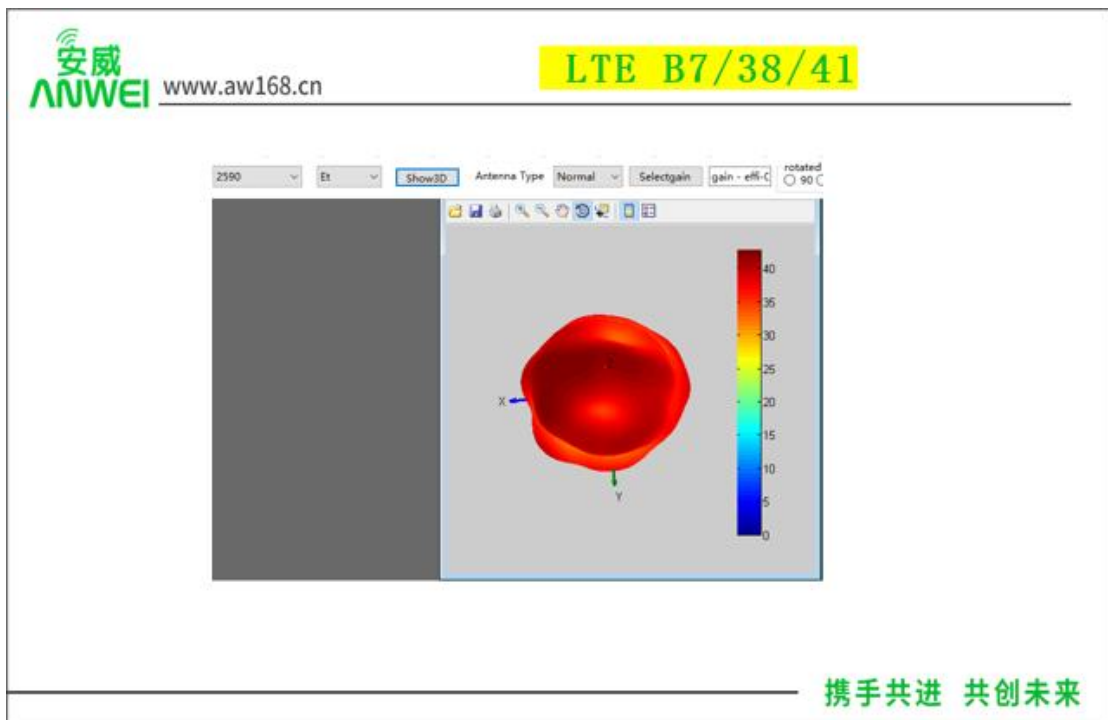 安威
ANWEI www.aw168.cn
LTE B7/38/41
2590 Et Show3D Antenna Type Normal Selectgain gain - effi-C rotated
90
40
35
30
25
20
15
10
5
0
X
Y
携手共进 共创未来